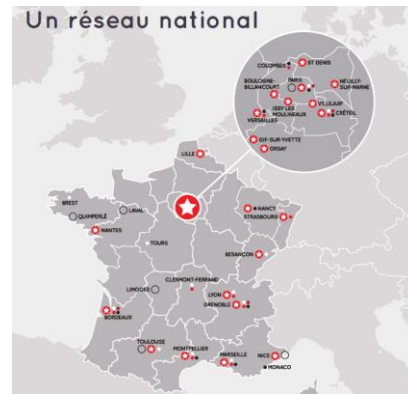 Un réseau national
COLOMBES
ST DENIS
BOULOGNE-
BILLANCOURT
PARIS
NEUILLY-
SUR-MARNE
ISSY LES
MOULINEAUX
VILLEJUIF
VERSAILLES
CRÉTEIL
GIF-SUR-YVETTE
ORSAY
LILLE
BREST
LAVAL
QUIMPERLÉ
NANTES
NANCY
STRASBOURG
TOURS
BESANÇON
CLERMONT-FERRAND
LIMOGES
LYON
GRENOBLE
BORDEAUX
TOULOUSE
MONTPELLIER
MARSEILLE
NICE
MONACO